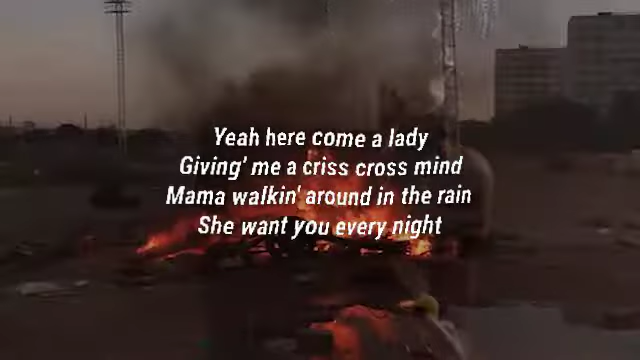 Yeah here come a lady
Giving' me a criss cross mind
Mama walkin' around in the rain
She want you every night